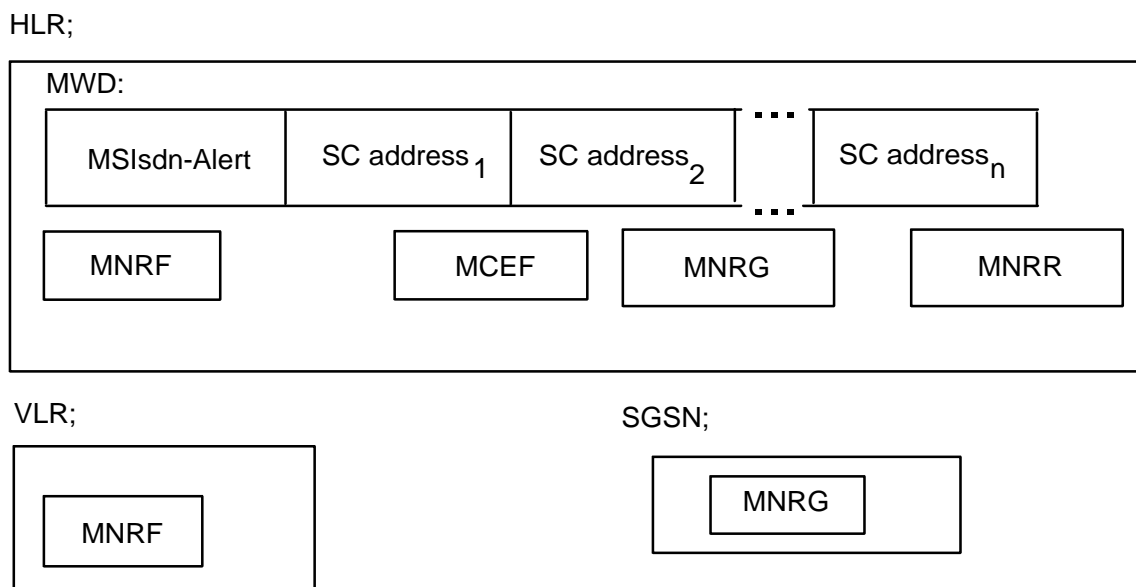 HLR;
MWD:
MSIsdn-Alert SC address1 SC address2 ... SC addressn
...
MNRF MCEF MNRG MNRR
VLR; SGSN;
MNRF MNRG